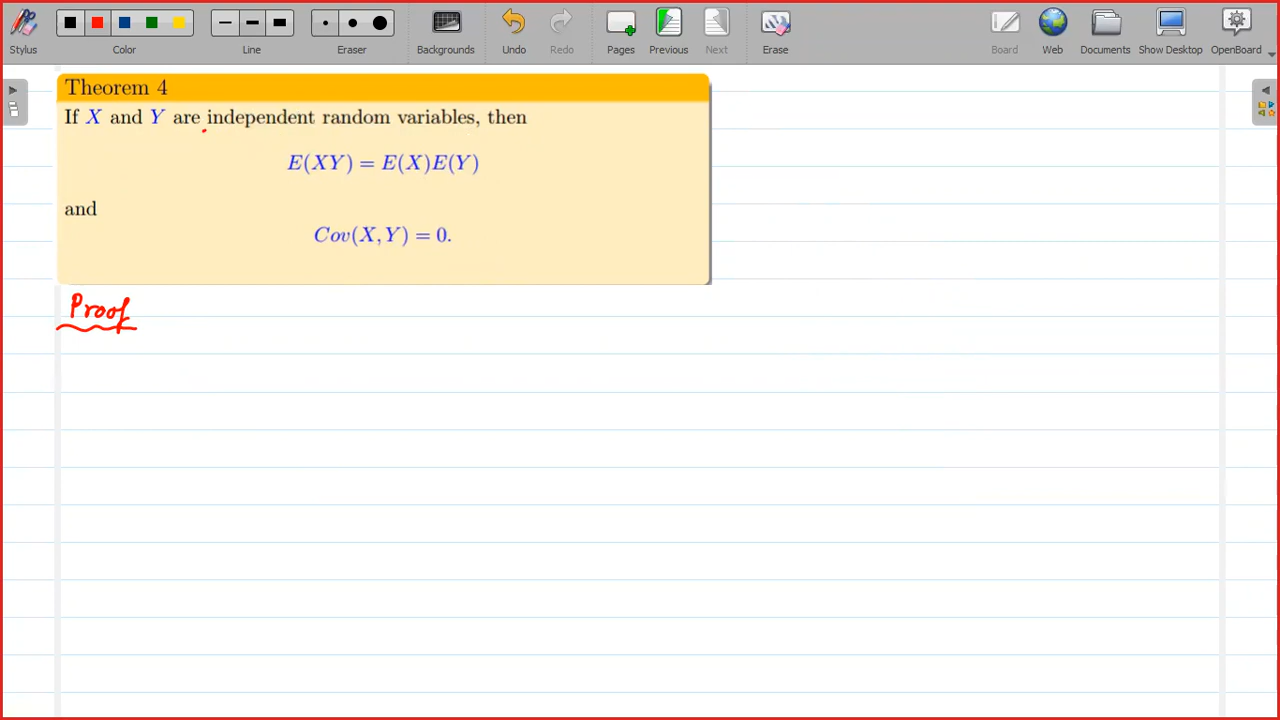 Stylus Color Line Eraser Backgrounds Undo Redo Pages Previous Next Erase Board Web Documents Show Desktop OpenBoard
Theorem 4
If X and Y are independent random variables, then
E(XY) = E(X)E(Y)
and
Cov(X, Y) = 0.
Proof